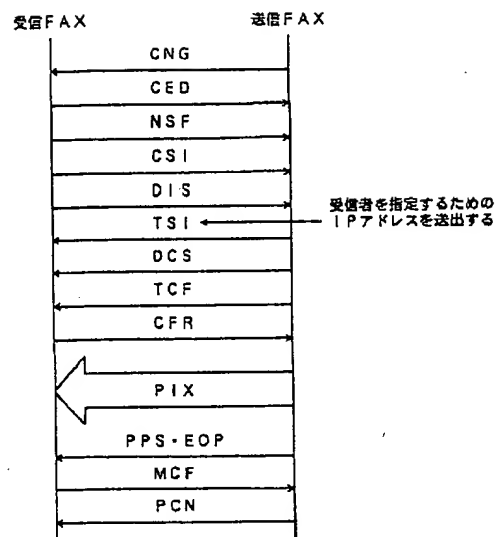 受信FAX
送信FAX
CNG
CED
NSF
CSI
DIS
TSI
受信者を指定するための
IPアドレスを送出する
DCS
TCF
CFR
PIX
PPS・EOP
MCF
PCN